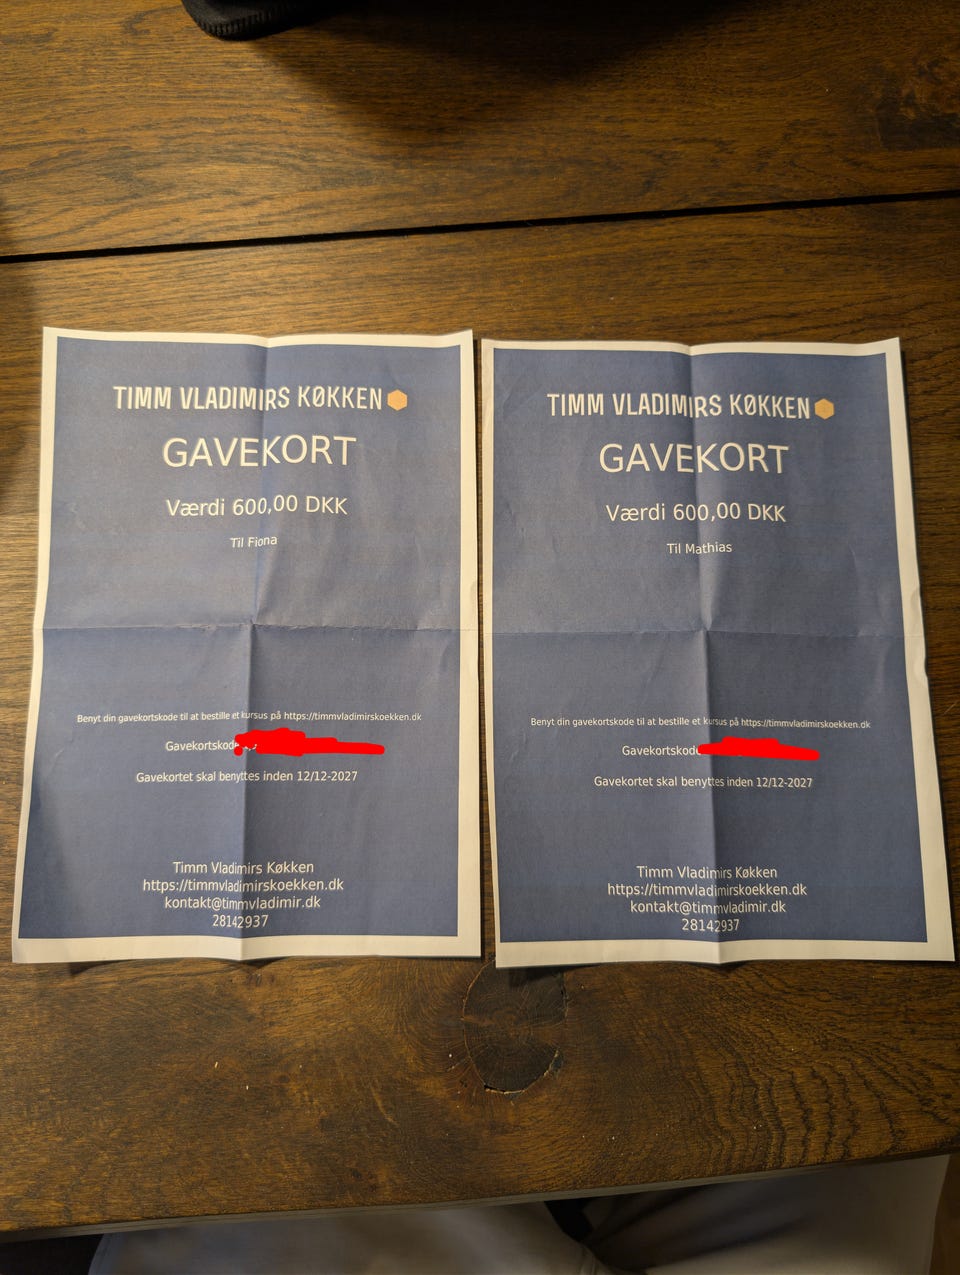 TIMM VLADIMIRS KØKKEN
GAVEKORT
Værdi 600,00 DKK
Til Fiona
Benyt din gavekortskode til at bestille et kursus på https://timmvladimirskoekken.dk
Gavekortskode
Gavekortet skal benyttes inden 12/12-2027
Timm Vladimirs Køkken
https://timmvladimirskoekken.dk
kontakt@timmvladimir.dk
28142937
TIMM VLADIMIRS KØKKEN
GAVEKORT
Værdi 600,00 DKK
Til Mathias
Benyt din gavekortskode til at bestille et kursus på https://timmvladimirskoekken.dk
Gavekortskode
Gavekortet skal benyttes inden 12/12-2027
Timm Vladimirs Køkken
https://timmvladimirskoekken.dk
kontakt@timmvladimir.dk
28142937